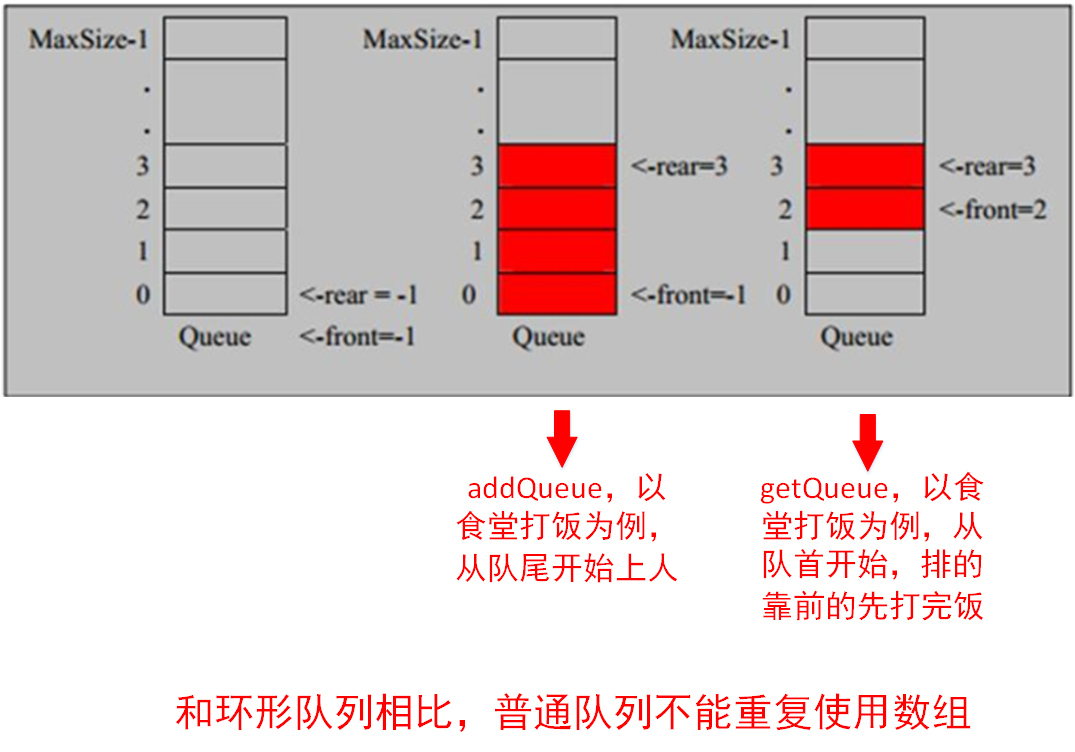 MaxSize-1 MaxSize-1 MaxSize-1
. . .
. . .
3 3 <-rear=3 3 <-rear=3
2 2 2 <-front=2
1 1 1
0 <-rear = -1 0 <-front=-1 0
Queue <-front=-1 Queue Queue
addQueue，以
食堂打饭为例，
从队尾开始上人
getQueue，以食
堂打饭为例，从
队首开始，排的
靠前的先打完饭
和环形队列相比，普通队列不能重复使用数组